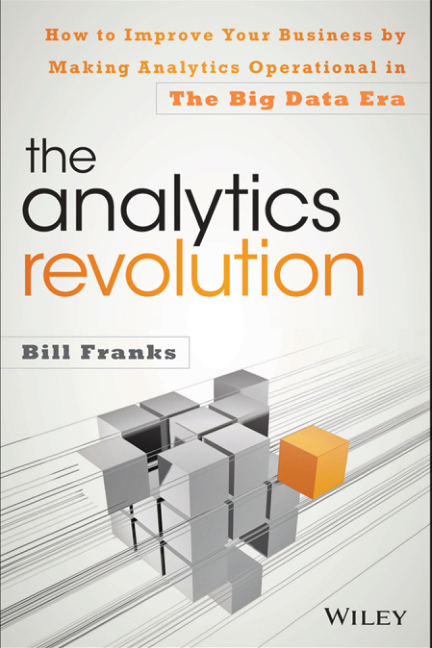 How to Improve Your Business by
Making Analytics Operational in
The Big Data Era
the
analytics
revolution
Bill Franks
WILEY